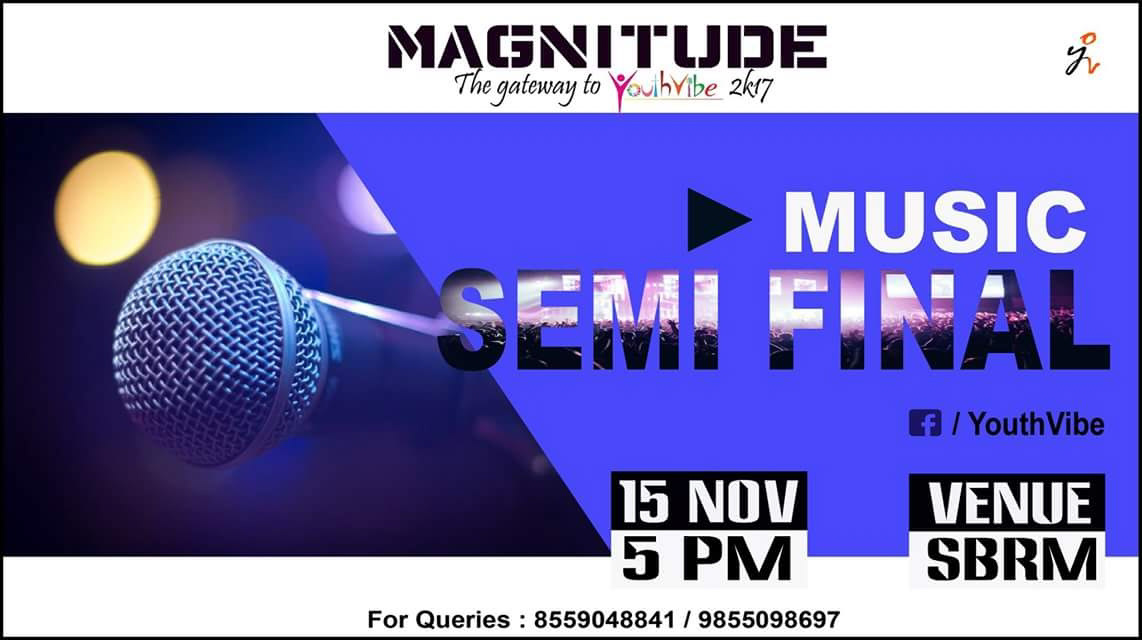 MAGNITUDE
The gateway to YouthVibe 2k17
yv
MUSIC
SEMI FINAL
f / YouthVibe
15 NOV
5 PM
VENUE
SBRM
For Queries : 8559048841 / 9855098697